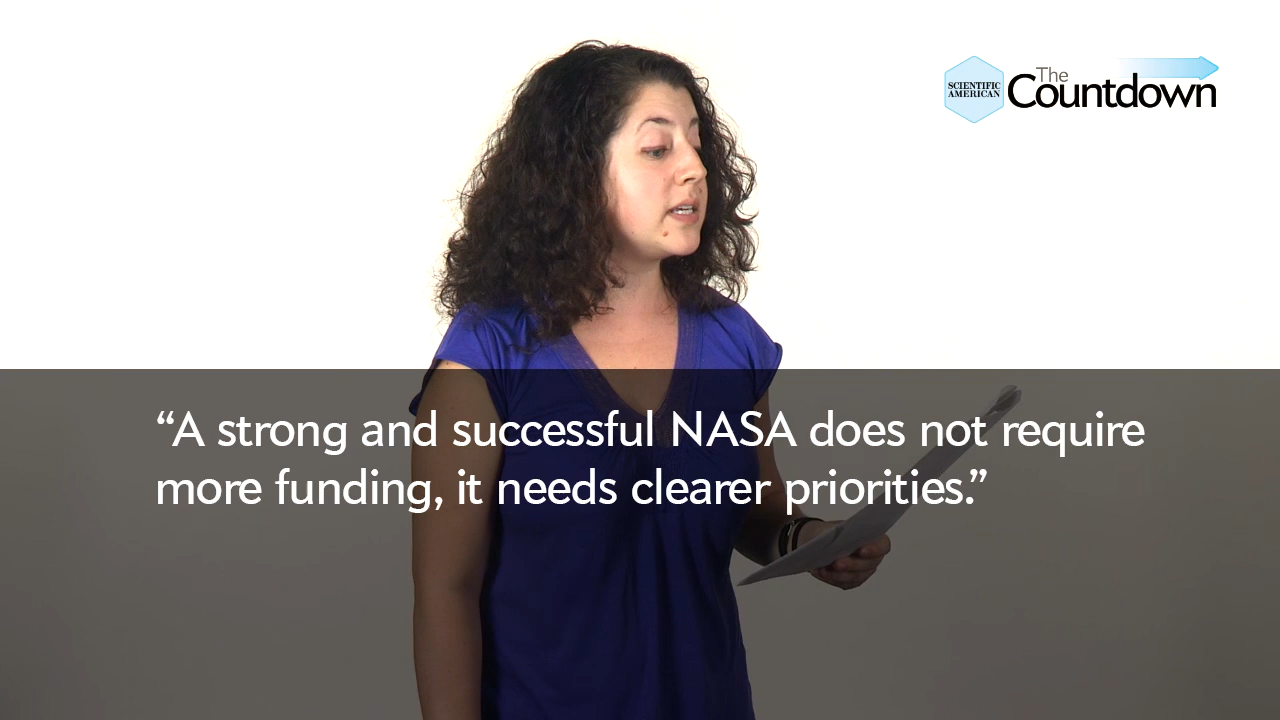 SCIENTIFIC
AMERICAN
The
Countdown
“A strong and successful NASA does not require
more funding, it needs clearer priorities.”